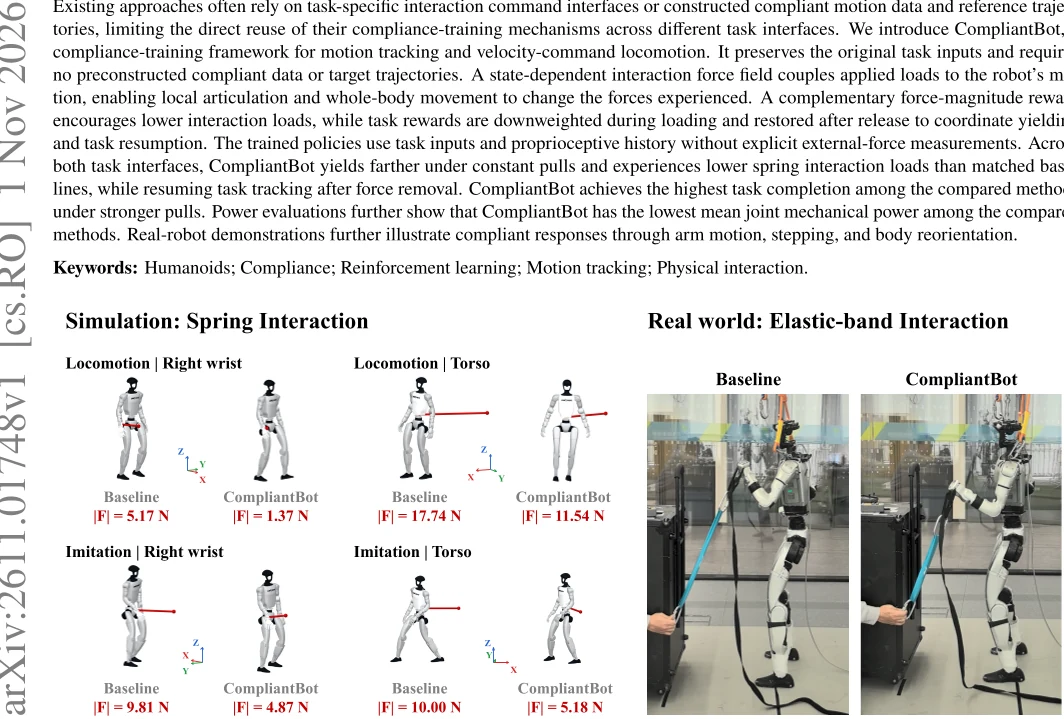 arXiv:2611.01748v1 [cs.RO] 1 Nov 2026
Existing approaches often rely on task-specific interaction command interfaces or constructed compliant motion data and reference traje
tories, limiting the direct reuse of their compliance-training mechanisms across different task interfaces. We introduce CompliantBot,
compliance-training framework for motion tracking and velocity-command locomotion. It preserves the original task inputs and requir
no preconstructed compliant data or target trajectories. A state-dependent interaction force field couples applied loads to the robot's m
tion, enabling local articulation and whole-body movement to change the forces experienced. A complementary force-magnitude rewa
encourages lower interaction loads, while task rewards are downweighted during loading and restored after release to coordinate yieldi
and task resumption. The trained policies use task inputs and proprioceptive history without explicit external-force measurements. Acro
both task interfaces, CompliantBot yields farther under constant pulls and experiences lower spring interaction loads than matched bas
lines, while resuming task tracking after force removal. CompliantBot achieves the highest task completion among the compared metho
under stronger pulls. Power evaluations further show that CompliantBot has the lowest mean joint mechanical power among the compar
methods. Real-robot demonstrations further illustrate compliant responses through arm motion, stepping, and body reorientation.
Keywords: Humanoids; Compliance; Reinforcement learning; Motion tracking; Physical interaction.
Simulation: Spring Interaction
Locomotion | Right wrist
Locomotion | Torso
Z
Y
X
Z
X
Y
Baseline
CompliantBot
Baseline
CompliantBot
|F| = 5.17 N
|F| = 1.37 N
|F| = 17.74 N
|F| = 11.54 N
Imitation | Right wrist
Imitation | Torso
Z
X
Y
Z
Y
X
Baseline
CompliantBot
Baseline
CompliantBot
|F| = 9.81 N
|F| = 4.87 N
|F| = 10.00 N
|F| = 5.18 N
Real world: Elastic-band Interaction
Baseline
CompliantBot